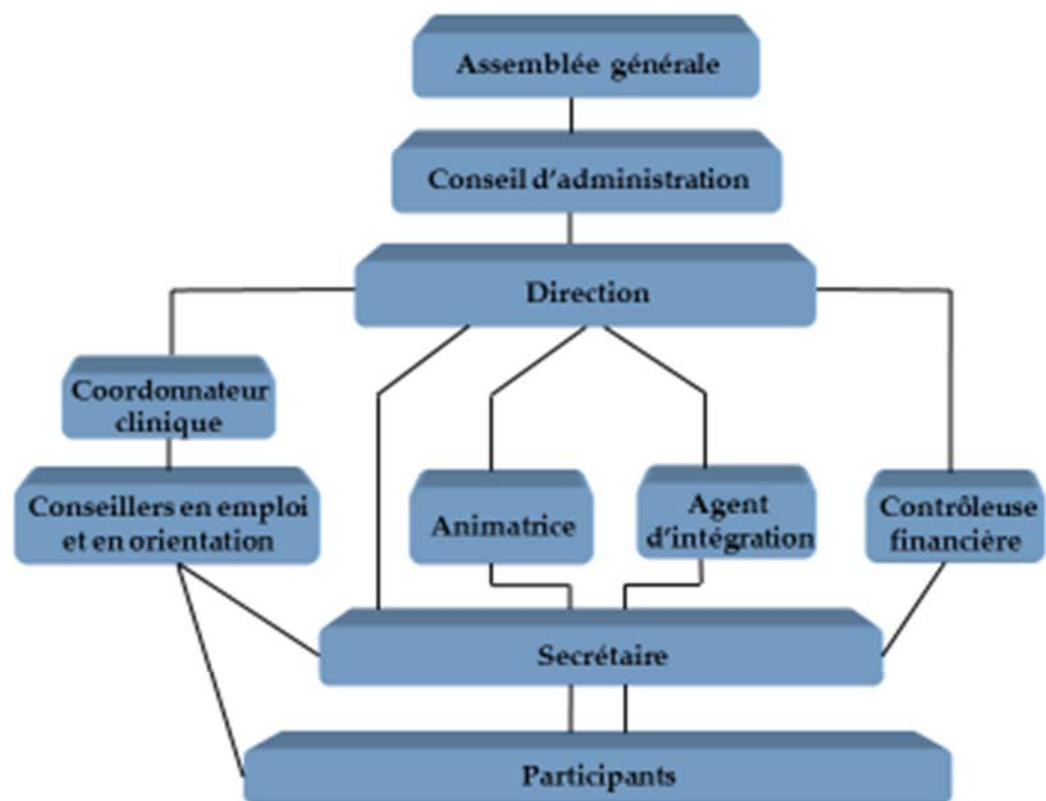 Assemblée générale
Conseil d'administration
Direction
Coordonnateur
clinique
Conseillers en emploi
et en orientation
Animatrice
Agent
d'intégration
Contrôleuse
financière
Secrétaire
Participants